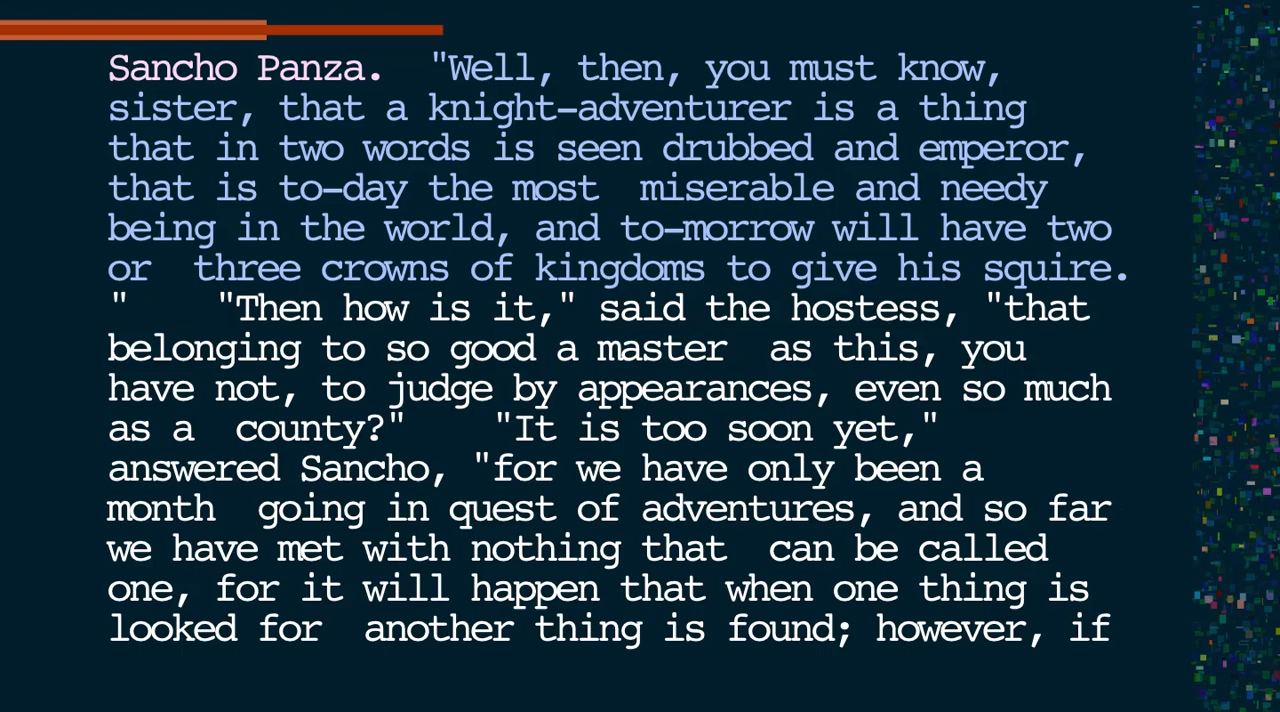 Sancho Panza.  "Well, then, you must know,
sister, that a knight-adventurer is a thing
that in two words is seen drubbed and emperor,
that is to-day the most  miserable and needy
being in the world, and to-morrow will have two
or  three crowns of kingdoms to give his squire.
"    "Then how is it," said the hostess, "that
belonging to so good a master  as this, you
have not, to judge by appearances, even so much
as a  county?"    "It is too soon yet,"
answered Sancho, "for we have only been a
month  going in quest of adventures, and so far
we have met with nothing that  can be called
one, for it will happen that when one thing is
looked for  another thing is found; however, if